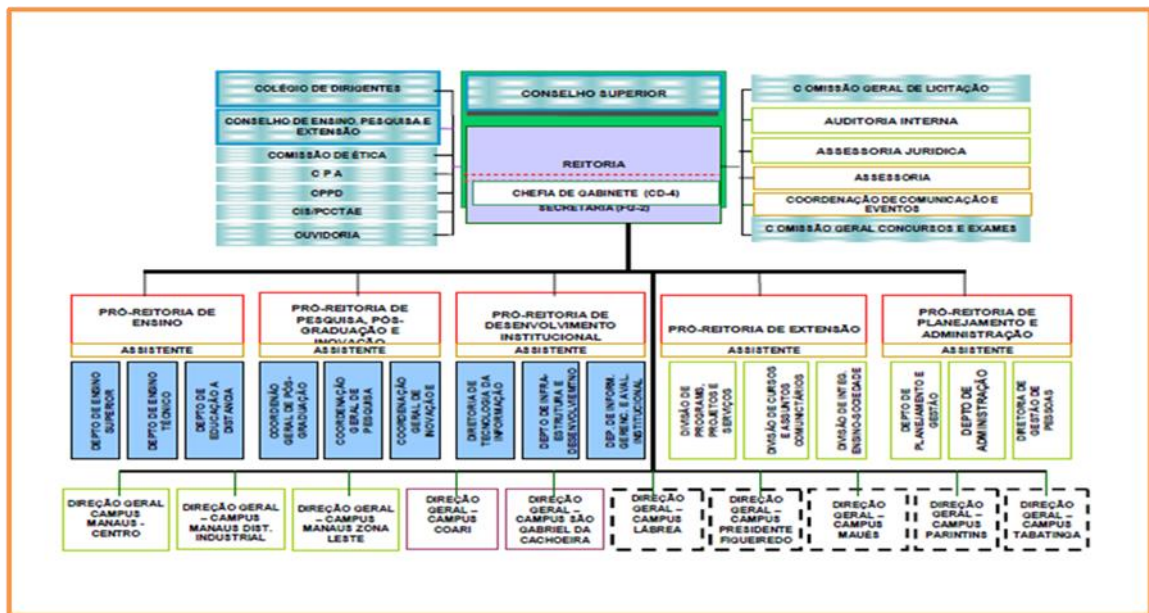 COLÉGIO DE DIRIGENTES
CONSELHO DE ENSINO, PESQUISA E
EXTENSÃO
COMISSÃO DE ÉTICA
C P A
CPPD
CIS/PCCTAE
OUVIDORIA
CONSELHO SUPERIOR
REITORIA
CHEFIA DE GABINETE (CD-4)
SECRETARIA (FG-2)
C OMISSÃO GERAL DE LICITAÇÃO
AUDITORIA INTERNA
ASSESSORIA JURIDICA
ASSESSORIA
COORDENAÇÃO DE COMUNICAÇÃO E
EVENTOS
C OMISSÃO GERAL CONCURSOS E EXAMES
PRÓ-REITORIA DE
ENSINO
ASSISTENTE
PRÓ-REITORIA DE
PESQUISA, PÓS-
GRADUAÇÃO E
INOVAÇÃO
ASSISTENTE
PRÓ-REITORIA DE
DESENVOLVIMENTO
INSTITUCIONAL
ASSISTENTE
PRÓ-REITORIA DE EXTENSÃO
ASSISTENTE
PRÓ-REITORIA DE
PLANEJAMENTO E
ADMINISTRAÇÃO
ASSISTENTE
DEPTO DE ENSINO
SUPERIOR
DEPTO DE ENSINO
TÉCNICO
DEPTO DE
EDUCAÇÃO A
DISTANCIA
COORDENÃO
GERAL DE PÓS-
GRADUAÇÃO
COORDENAÇÃO
GERAL DE
PESQUISA
COORDENAÇÃO
GERAL DE
INOVAÇÃO
DIRETORIA DE
TECNOLOGIA DA
INFORMAÇÃO
DEPTO DE INFRA-
ESTRUTURA E
DEP. DE INFORM.
GERENC. E AVAL.
INSTITUCIONAL
DIVISÃO DE
PROGRAMS,
PROJETOS E
SERVIÇOS
DIVISÃO DE CURSOS
E ASSUNTOS
COMUNITÁRIOS
DIVISÃO DE INTEG.
ENSINO-SOCIEDADE
DEPTO DE
PLANEJAMENTO E
GESTÃO
DEPTO DE
ADMINISTRAÇÃO
DIRETORA DE
GESTÃO DE
PESSOAS
DIREÇÃO GERAL
CAMPUS
MANAUS -
CENTRO
DIREÇÃO GERAL
– CAMPUS
MANAUS DIST.
INDUSTRIAL
DIREÇÃO GERAL
– CAMPUS
MANAUS ZONA
LESTE
DIREÇÃO
GERAL –
CAMPUS
COARI
DIREÇÃO
GERAL –
CAMPUS SÃO
GABRIEL DA
CACHOEIRA
DIREÇÃO
GERAL –
CAMPUS
LÁBREA
DIREÇÃO
GERAL –
CAMPUS
PRESIDENTE
FIGUEIREDO
DIREÇÃO
GERAL –
CAMPUS
MAUÉS
DIREÇÃO
GERAL –
CAMPUS
PARINTINS
DIREÇÃO
GERAL –
CAMPUS
TABATINGA